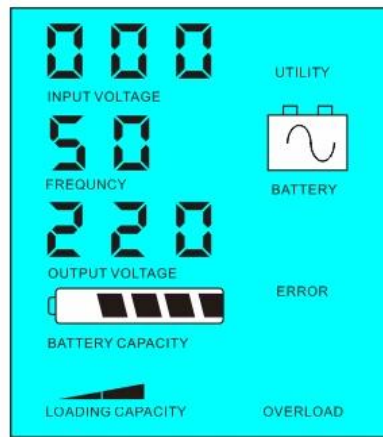 000
UTILITY
INPUT VOLTAGE
50
FREQUNCY
BATTERY
220
OUTPUT VOLTAGE
ERROR
BATTERY CAPACITY
LOADING CAPACITY
OVERLOAD